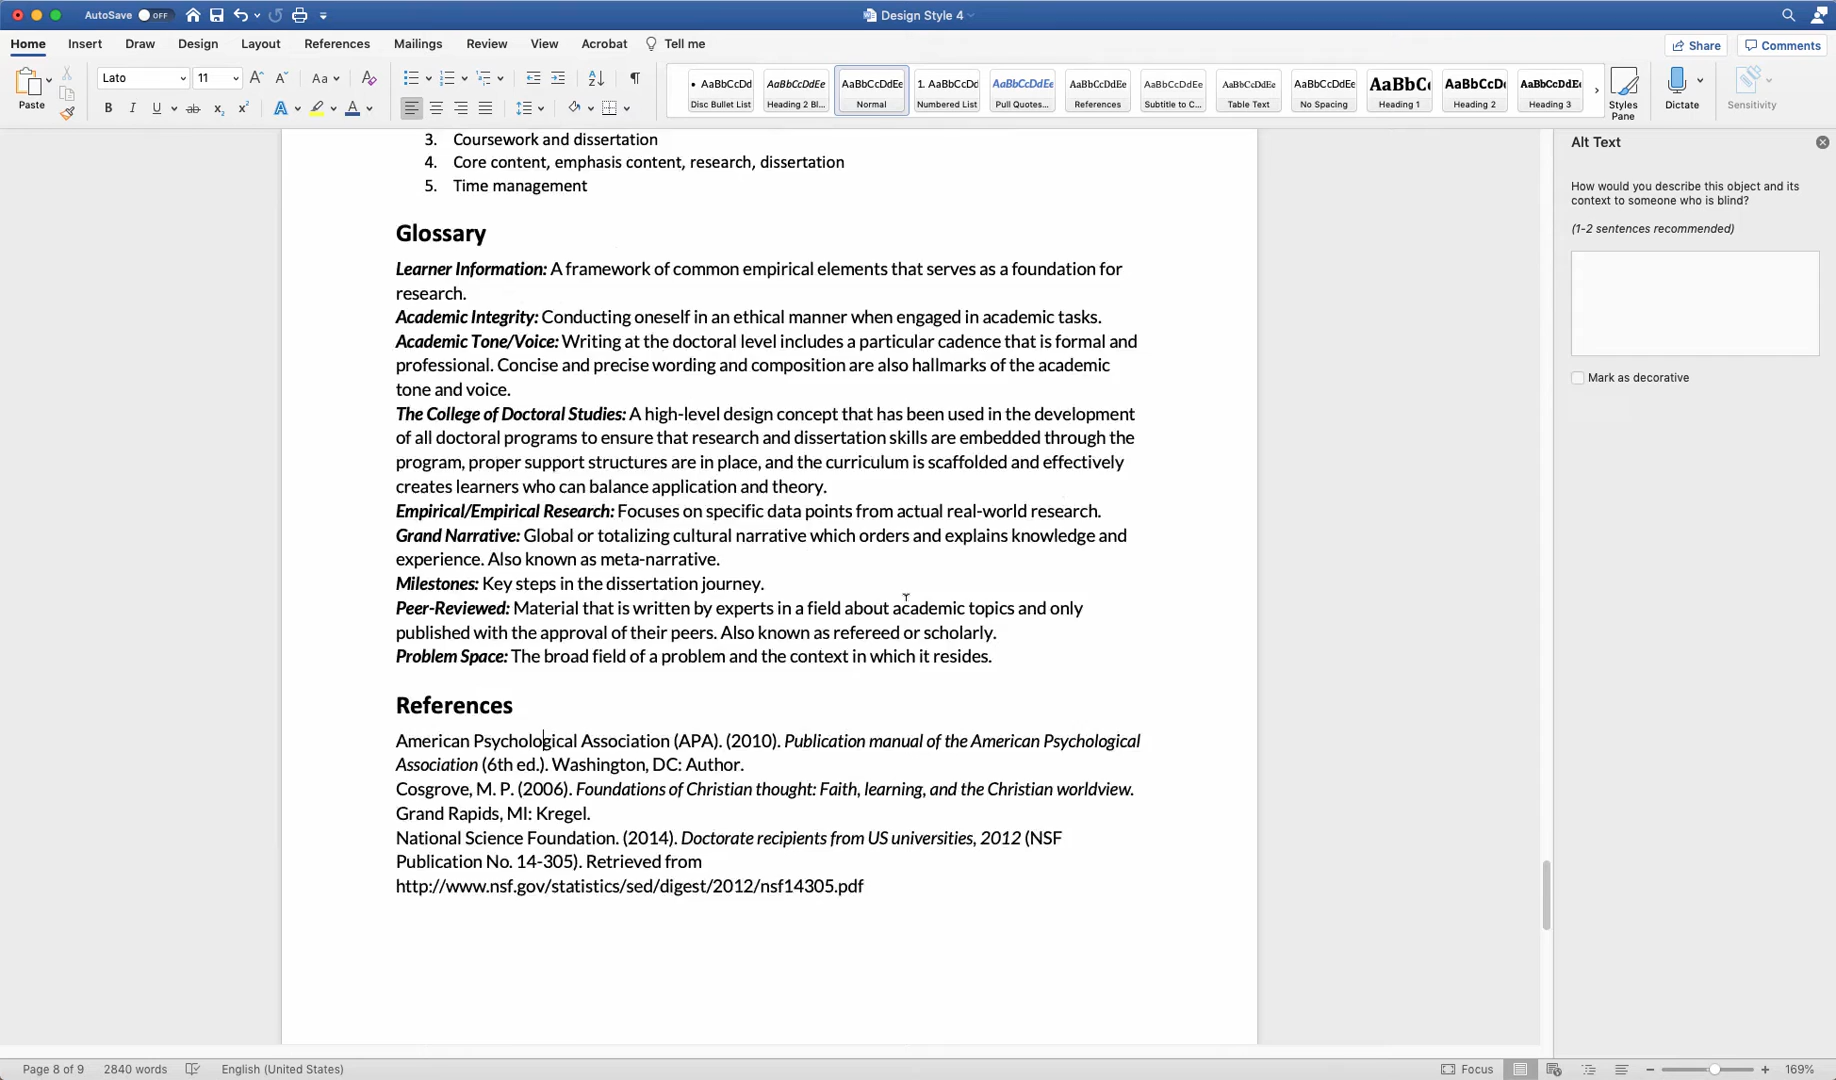 AutoSave OFF
Design Style 4
Home Insert Draw Design Layout References Mailings Review View Acrobat Tell me
Share Comments
Paste
Lato 11
Aa
AaBbCcDd AaBbCcDdEe AaBbCcDdEe 1. AaBbCcDd AaBbCcDdEe AaBbCcDdEe AaBbCcDdEe AaBbCcDdEe AaBbCcDdEe AaBbC AaBbCcD AaBbCcDdEe
Disc Bullet List Heading 2 Bl... Normal Numbered List Pull Quotes... References Subtitle to C... Table Text No Spacing Heading 1 Heading 2 Heading 3
Styles Pane
Dictate
Sensitivity
3. Coursework and dissertation
4. Core content, emphasis content, research, dissertation
5. Time management
Glossary
Learner Information: A framework of common empirical elements that serves as a foundation for
research.
Academic Integrity: Conducting oneself in an ethical manner when engaged in academic tasks.
Academic Tone/Voice: Writing at the doctoral level includes a particular cadence that is formal and
professional. Concise and precise wording and composition are also hallmarks of the academic
tone and voice.
The College of Doctoral Studies: A high-level design concept that has been used in the development
of all doctoral programs to ensure that research and dissertation skills are embedded through the
program, proper support structures are in place, and the curriculum is scaffolded and effectively
creates learners who can balance application and theory.
Empirical/Empirical Research: Focuses on specific data points from actual real-world research.
Grand Narrative: Global or totalizing cultural narrative which orders and explains knowledge and
experience. Also known as meta-narrative.
Milestones: Key steps in the dissertation journey.
Peer-Reviewed: Material that is written by experts in a field about academic topics and only
published with the approval of their peers. Also known as refereed or scholarly.
Problem Space: The broad field of a problem and the context in which it resides.
References
American Psychological Association (APA). (2010). Publication manual of the American Psychological
Association (6th ed.). Washington, DC: Author.
Cosgrove, M. P. (2006). Foundations of Christian thought: Faith, learning, and the Christian worldview.
Grand Rapids, MI: Kregel.
National Science Foundation. (2014). Doctorate recipients from US universities, 2012 (NSF
Publication No. 14-305). Retrieved from
http://www.nsf.gov/statistics/sed/digest/2012/nsf14305.pdf
Alt Text
How would you describe this object and its
context to someone who is blind?
(1-2 sentences recommended)
Mark as decorative
Page 8 of 9 2840 words English (United States)
Focus 169%